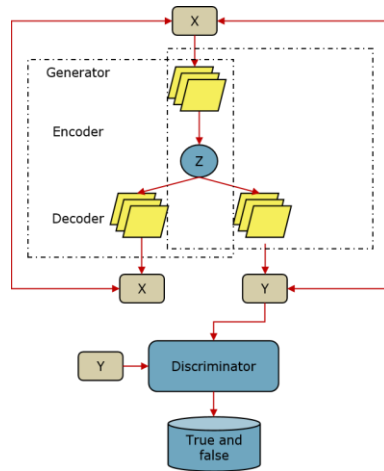 X
Generator
Encoder
Z
Decoder
X
Y
Y
Discriminator
True and
false